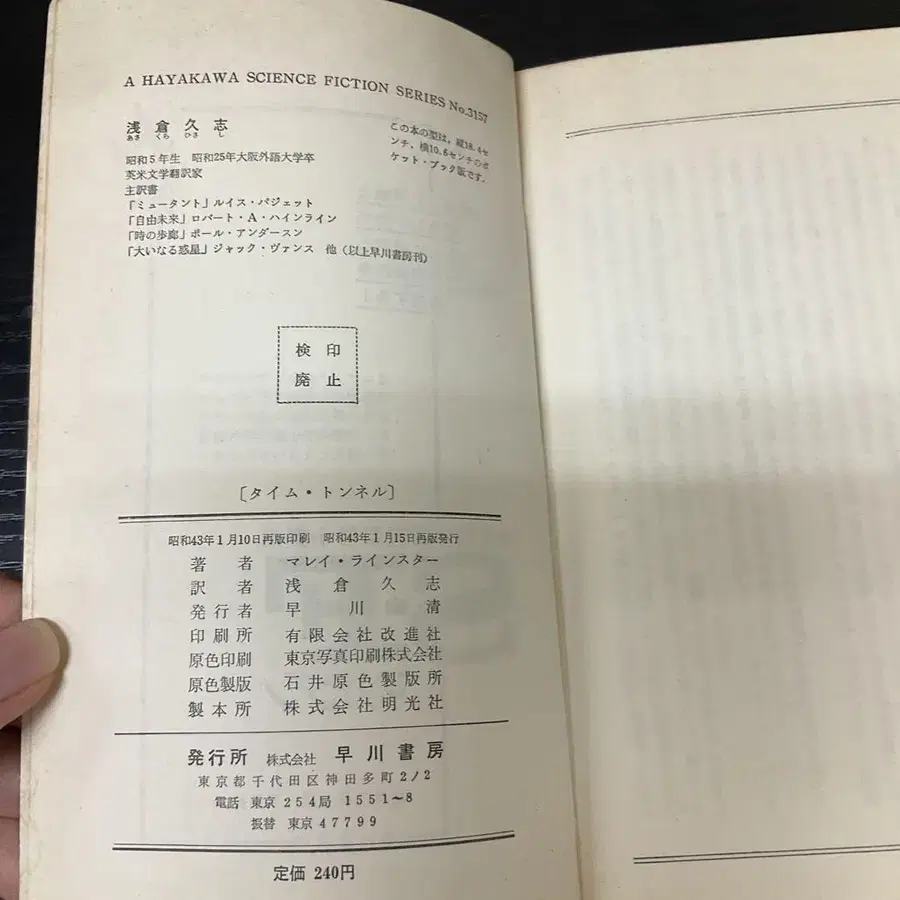 A HAYAKAWA SCIENCE FICTION SERIES No.3157
浅倉久志
あさ くら ひさ し
昭和5年生 昭和25年大阪外語大学卒
英米文学翻訳家
主訳書
「ミュータント」ルイス・パジェット
「自由未来」ロバート・A・ハインライン
「時の歩廊」ポール・アンダースン
「大いなる惑星」ジャック・ヴァンス 他(以上早川書房刊)
この本の型は,縦18.4セ
ンチ,横10.6センチのポ
ケット・ブック版です.
検印
廃止
〔タイム・トンネル〕
昭和43年1月10日再版印刷 昭和43年1月15日再版発行
著者 マレイ・ラインスター
訳者 浅倉久志
発行者 早川清
印刷所 有限会社改進社
原色印刷 東京写真印刷株式会社
原色製版 石井原色製版所
製本所 株式会社明光社
発行所 株式会社 早川書房
東京都千代田区神田多町2ノ2
電話 東京 254局 1551~8
振替 東京 47799
定価 240円